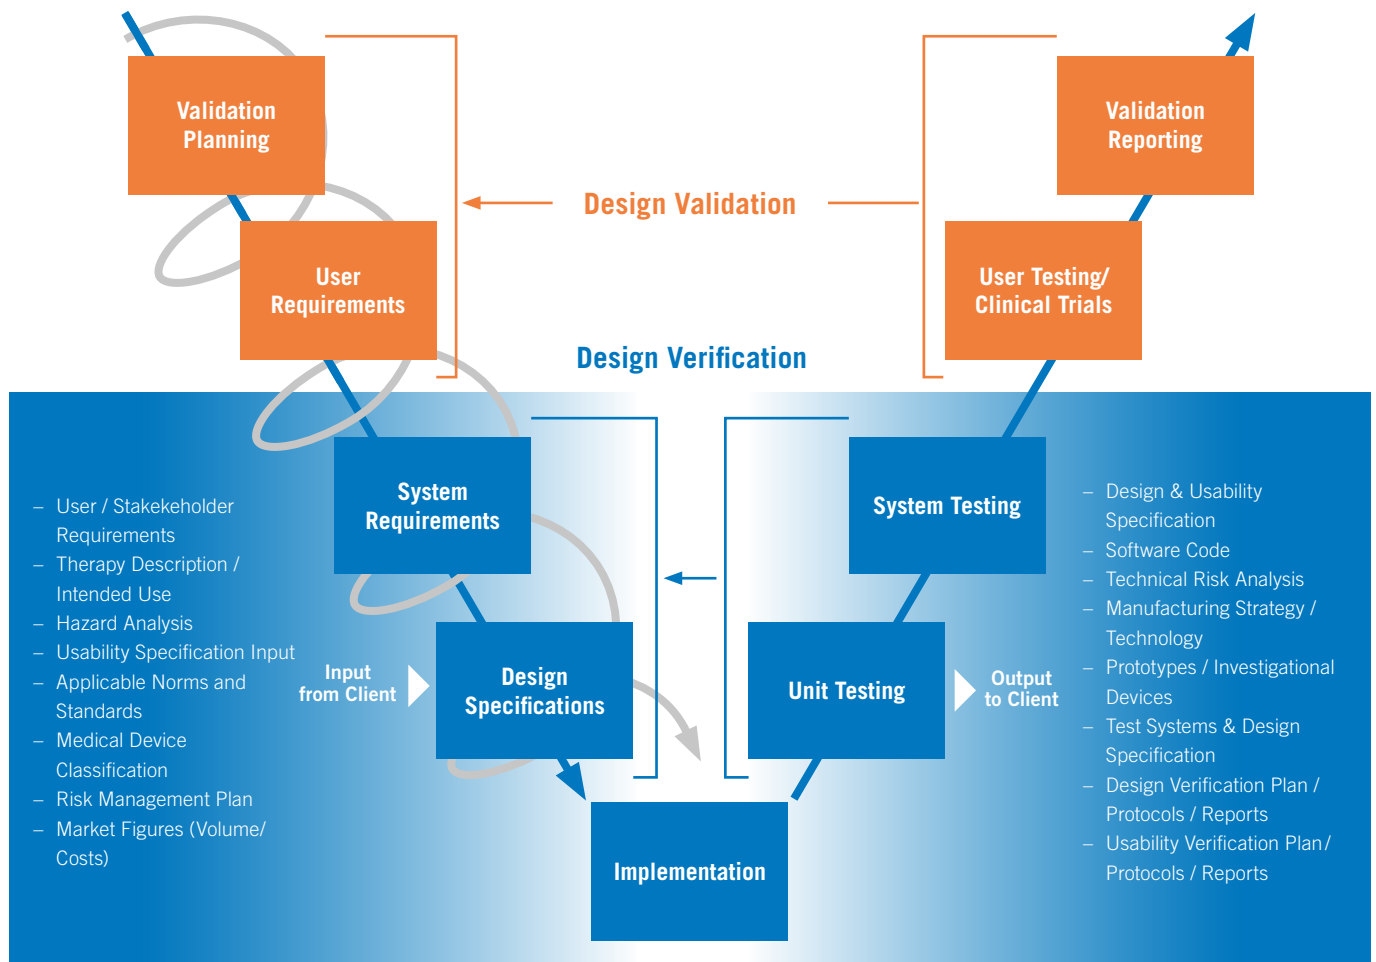 Validation
Planning
Validation
Reporting
Design Validation
User
Requirements
User Testing/
Clinical Trials
Design Verification
System
Requirements
System Testing
– User / Stakekeholder
Requirements
– Therapy Description /
Intended Use
– Hazard Analysis
– Usability Specification Input
– Applicable Norms and
Standards
– Medical Device
Classification
– Risk Management Plan
– Market Figures (Volume/
Costs)
Input
from Client
Design
Specifications
Unit Testing
Output
to Client
– Design & Usability
Specification
– Software Code
– Technical Risk Analysis
– Manufacturing Strategy /
Technology
– Prototypes / Investigational
Devices
– Test Systems & Design
Specification
– Design Verification Plan /
Protocols / Reports
– Usability Verification Plan/
Protocols / Reports
Implementation